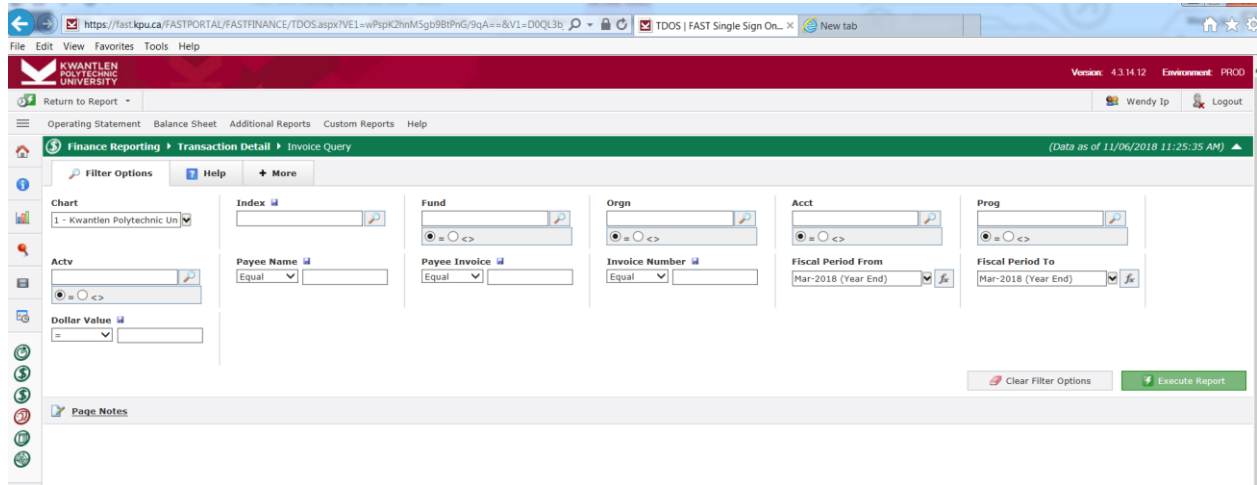 https://fast.kpu.ca/FASTPORTAL/FASTFINANCE/TDOS.aspx?VE1=wPspK2hnM5gb9BtPnG/9qA==&V1=D0QL3b TDOS | FAST Single Sign On... New tab
File Edit View Favorites Tools Help
KWANTLEN
POLYTECHNIC
UNIVERSITY
Version: 4.3.14.12 Environment: PROD
Return to Report Wendy Ip Logout
Operating Statement Balance Sheet Additional Reports Custom Reports Help
Finance Reporting Transaction Detail Invoice Query (Data as of 11/06/2018 11:25:35 AM)
Filter Options Help + More
Chart Index Fund Orgn Acct Prog
1 - Kwantlen Polytechnic Un
= <> = <> = <> = <>
Actv Payee Name Payee Invoice Invoice Number Fiscal Period From Fiscal Period To
Equal Equal Equal Mar-2018 (Year End) fx Mar-2018 (Year End) fx
= <>
Dollar Value
=
Clear Filter Options Execute Report
Page Notes